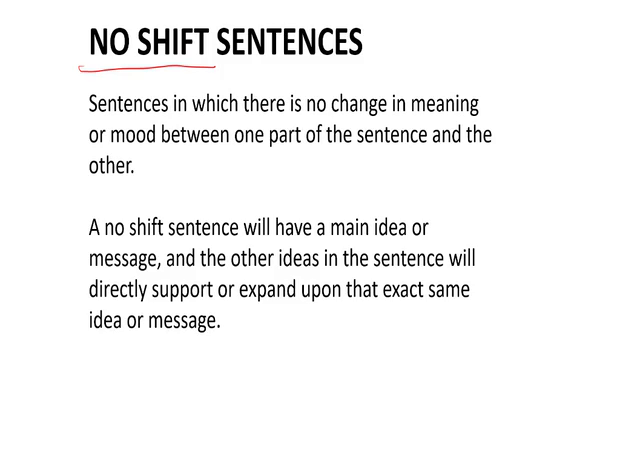 NO SHIFT SENTENCES
Sentences in which there is no change in meaning
or mood between one part of the sentence and the
other.
A no shift sentence will have a main idea or
message, and the other ideas in the sentence will
directly support or expand upon that exact same
idea or message.